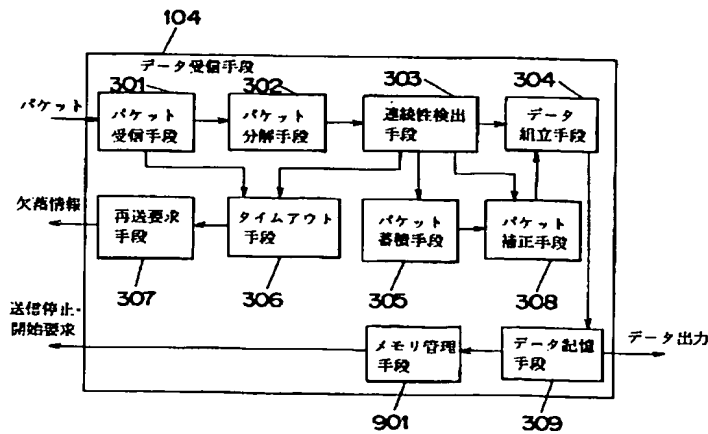 104
データ受信手段
301
302
303
304
パケット
パケット
受信手段
パケット
分解手段
連続性検出
手段
データ
組立手段
欠落情報
再送要求
手段
タイムアウト
手段
パケット
蓄積手段
パケット
補正手段
307
306
305
308
送信停止・
開始要求
メモリ管理
手段
データ記憶
手段
データ出力
901
309